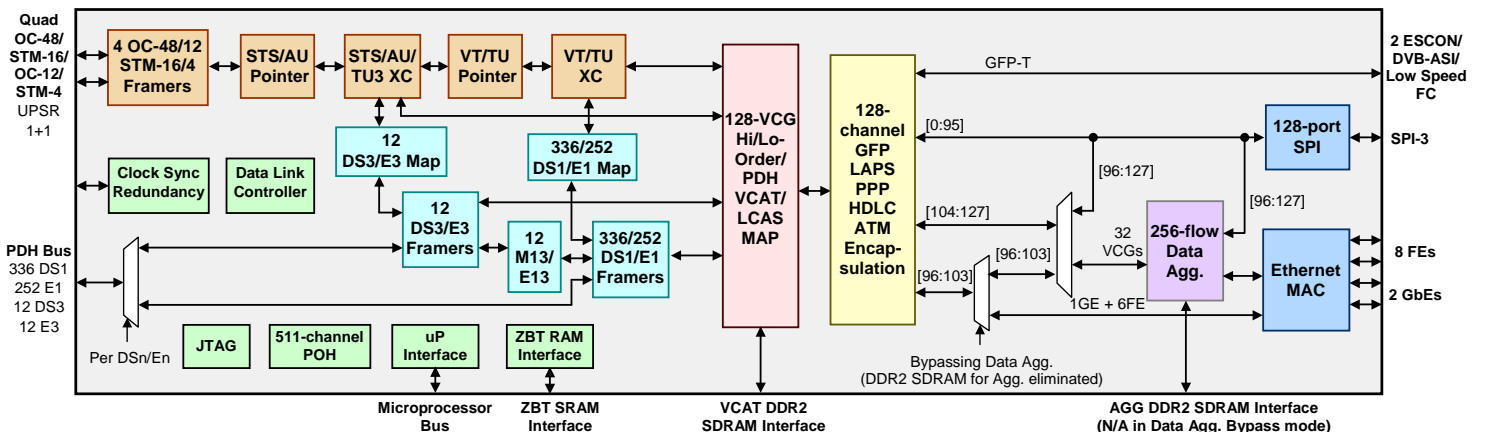 Quad
OC-48/
STM-16/
OC-12/
STM-4
UPSR
1+1
4 OC-48/12
STM-16/4
Framers
STS/AU
Pointer
STS/AU/
TU3 XC
VT/TU
Pointer
VT/TU
XC
12
DS3/E3 Map
336/252
DS1/E1 Map
Clock Sync
Redundancy
Data Link
Controller
12
DS3/E3
Framers
12
M13/
E13
336/252
DS1/E1
Framers
PDH Bus
336 DS1
252 E1
12 DS3
12 E3
Per DSn/En
JTAG
511-channel
POH
uP
Interface
ZBT RAM
Interface
Microprocessor
Bus
ZBT SRAM
Interface
128-VCG
Hi/Lo-
Order/
PDH
VCAT/
LCAS
MAP
VCAT DDR2
SDRAM Interface
128-
channel
GFP
LAPS
PPP
HDLC
ATM
Encap-
sulation
GFP-T
[0:95]
[96:127]
[96:127]
[104:127]
[96:103]
[96:103]
32
VCGs
1GE + 6FE
Bypassing Data Agg.
(DDR2 SDRAM for Agg. eliminated)
256-flow
Data
Agg.
128-port
SPI
Ethernet
MAC
2 ESCON/
DVB-ASI/
Low Speed
FC
SPI-3
8 FEs
2 GbEs
AGG DDR2 SDRAM Interface
(N/A in Data Agg. Bypass mode)